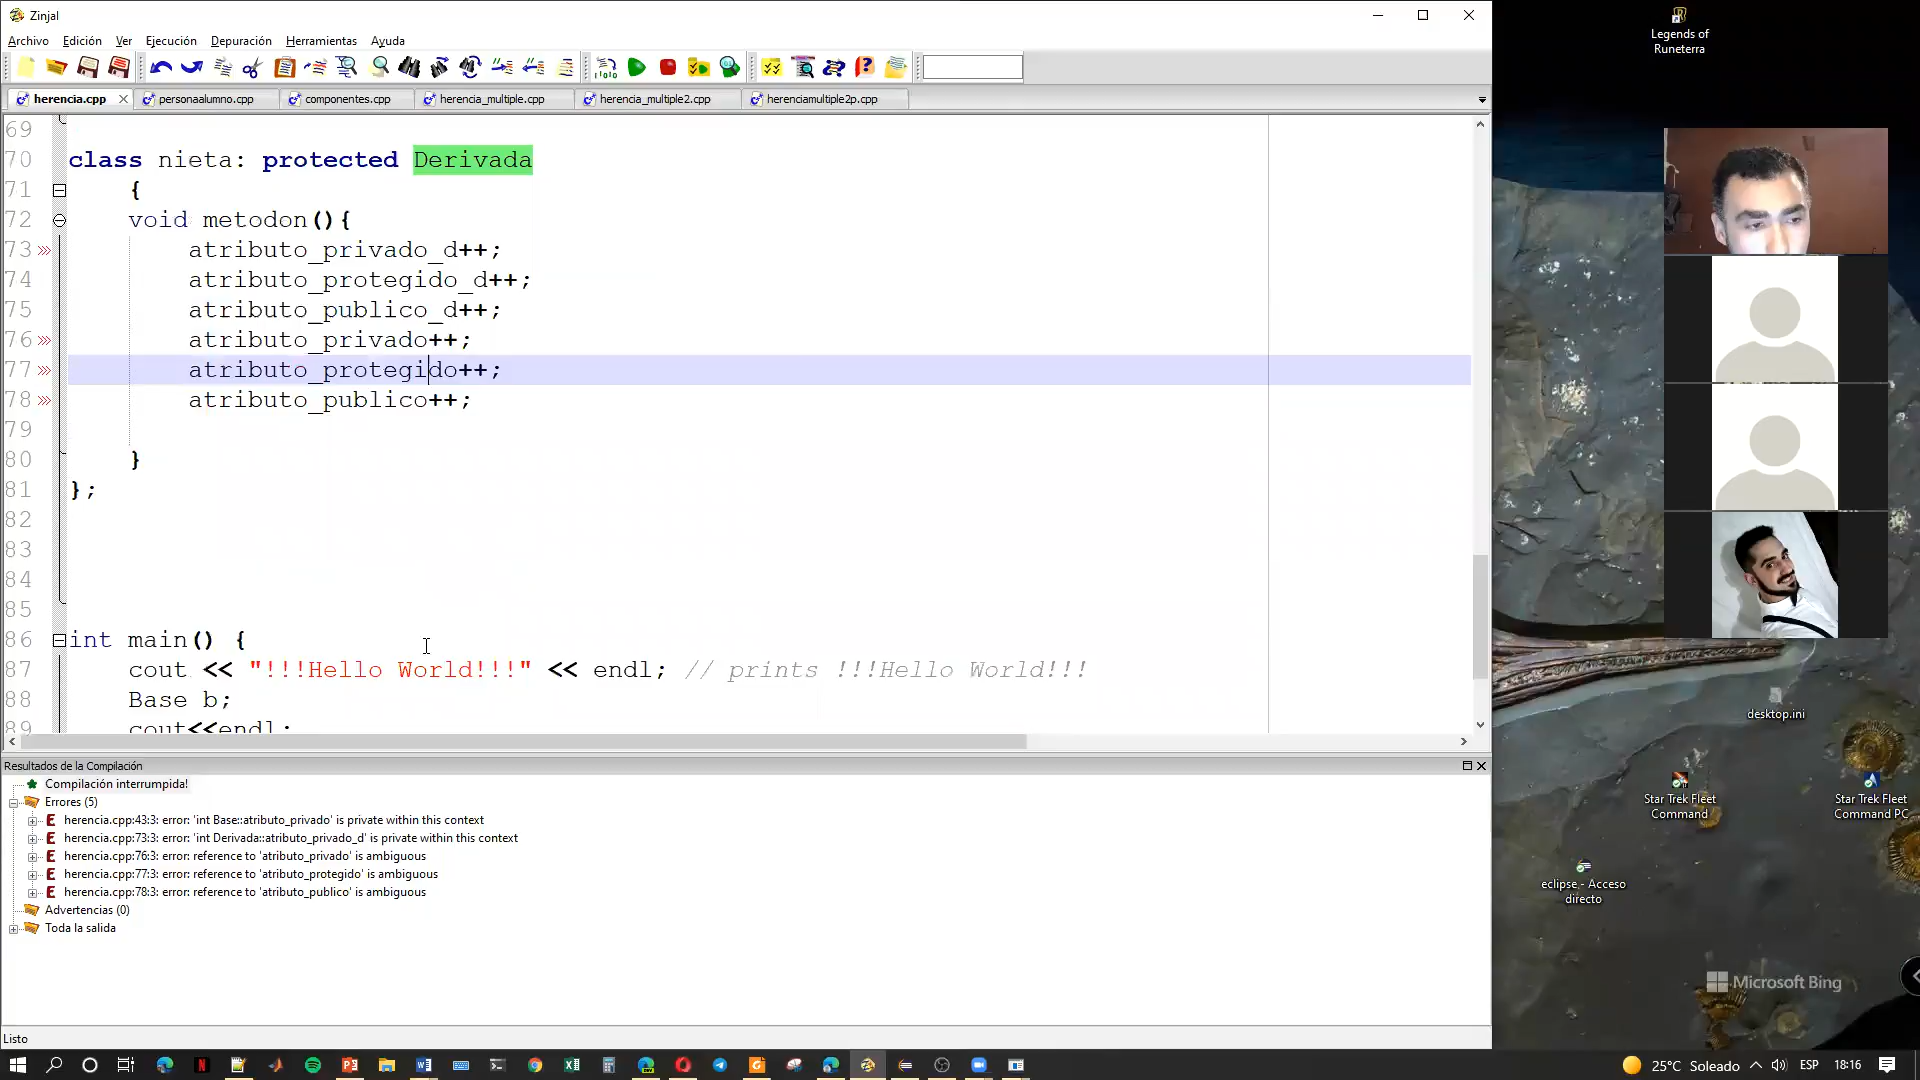 Zinjal
Archivo Edición Ver Ejecución Depuración Herramientas Ayuda
herencia.cpp personaalumno.cpp componentes.cpp herencia_multiple.cpp herencia_multiple2.cpp herenciamultiple2p.cpp
69
70 class nieta: protected Derivada
71 {
72 void metodon(){
73 atributo_privado_d++;
74 atributo_protegido_d++;
75 atributo_publico_d++;
76 atributo_privado++;
77 atributo_protegido++;
78 atributo_publico++;
79
80 }
81 };
82
83
84
85
86 int main() {
87 cout << "!!!Hello World!!!" << endl; // prints !!!Hello World!!!
88 Base b;
89 cout<<endl;
Resultados de la Compilación
Compilación interrumpida!
Errores (5)
herencia.cpp:43:3: error: 'int Base::atributo_privado' is private within this context
herencia.cpp:73:3: error: 'int Derivada::atributo_privado_d' is private within this context
herencia.cpp:76:3: error: reference to 'atributo_privado' is ambiguous
herencia.cpp:77:3: error: reference to 'atributo_protegido' is ambiguous
herencia.cpp:78:3: error: reference to 'atributo_publico' is ambiguous
Advertencias (0)
Toda la salida
Listo
Legends of
Runeterra
desktop.ini
Star Trek Fleet
Command
Star Trek Fleet
Command PC
eclipse - Acceso
directo
Microsoft Bing
25°C Soleado ESP 18:16